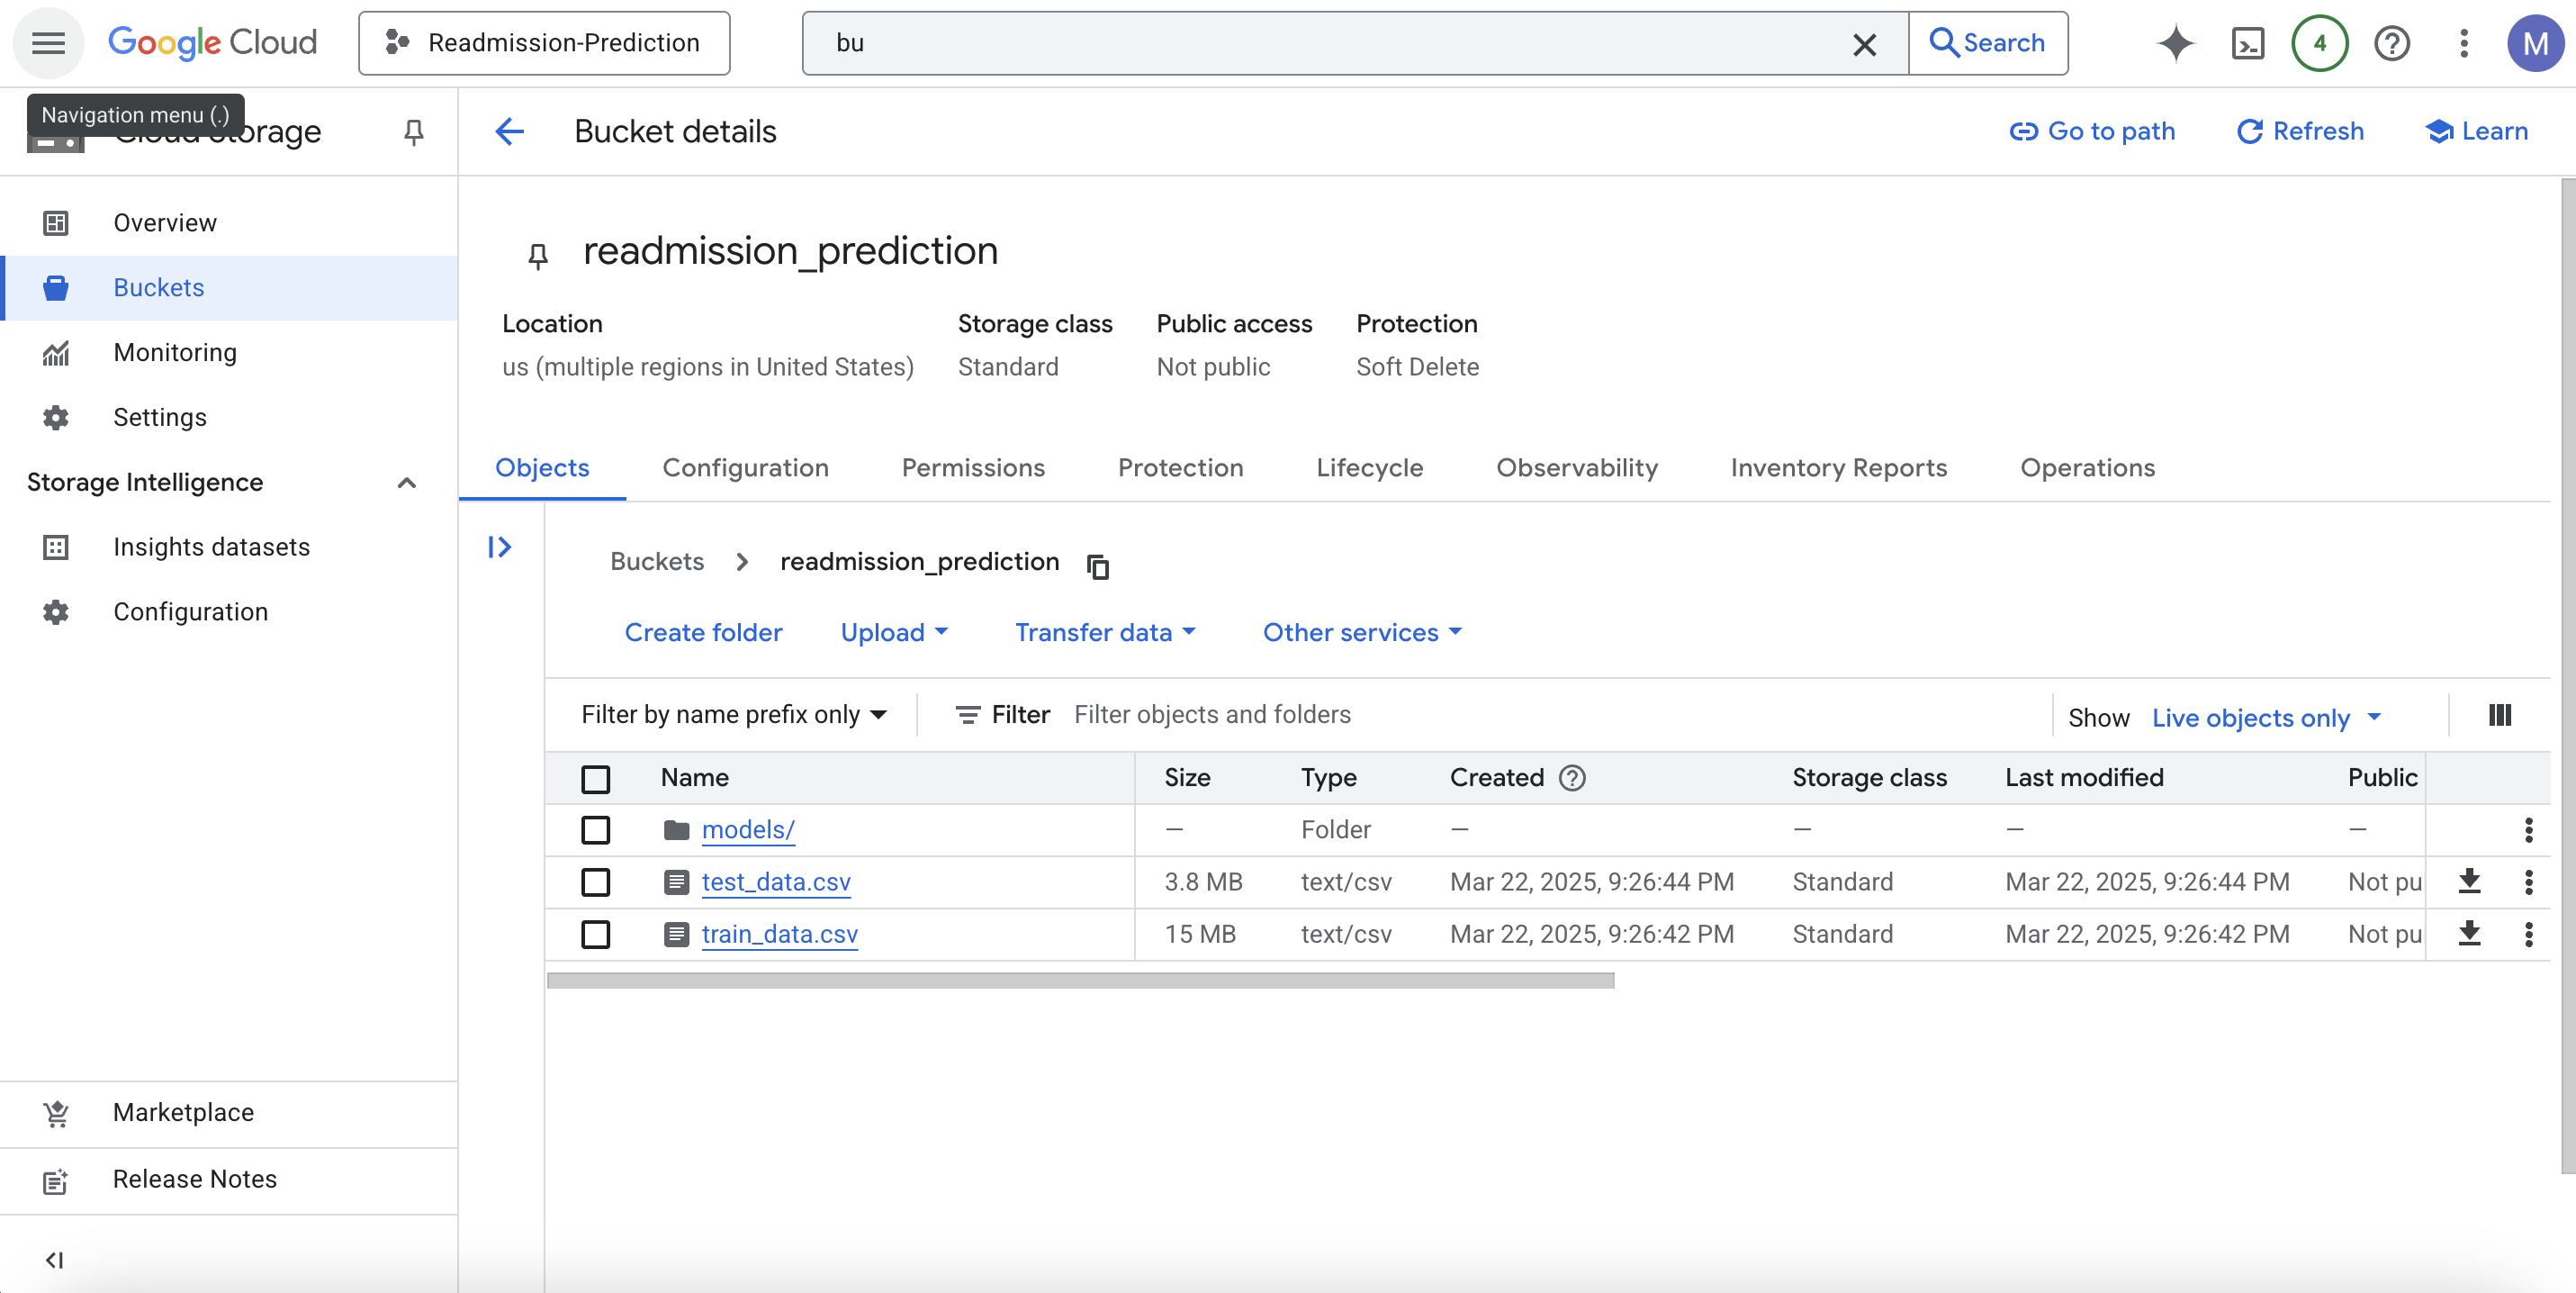 Google Cloud
Readmission-Prediction
bu
Search
4
M
Navigation menu (.)
Cloud Storage
Bucket details
Go to path
Refresh
Learn
Overview
Buckets
Monitoring
Settings
Storage Intelligence
Insights datasets
Configuration
Marketplace
Release Notes
readmission_prediction
Location Storage class Public access Protection
us (multiple regions in United States) Standard Not public Soft Delete
Objects Configuration Permissions Protection Lifecycle Observability Inventory Reports Operations
Buckets > readmission_prediction
Create folder Upload Transfer data Other services
Filter by name prefix only Filter Filter objects and folders Show Live objects only
Name Size Type Created Storage class Last modified Public
models/ — Folder — — — —
test_data.csv 3.8 MB text/csv Mar 22, 2025, 9:26:44 PM Standard Mar 22, 2025, 9:26:44 PM Not pu
train_data.csv 15 MB text/csv Mar 22, 2025, 9:26:42 PM Standard Mar 22, 2025, 9:26:42 PM Not pu